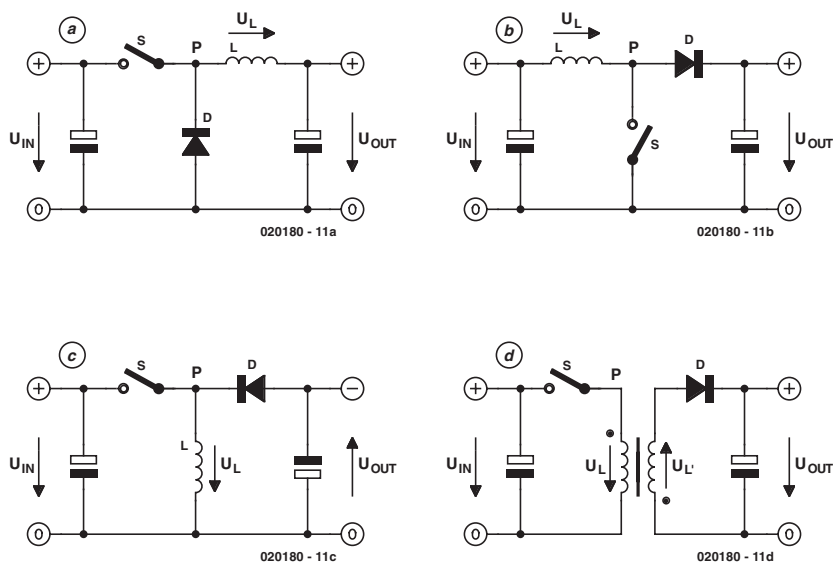 a
S
P
U_L
L
+
+
U_IN
D
U_OUT
0
0
020180 - 11a
b
U_L
L
P
D
+
+
U_IN
S
U_OUT
0
0
020180 - 11b
c
S
P
D
+
−
U_IN
L
U_L
U_OUT
0
0
020180 - 11c
d
S
P
D
+
+
U_IN
U_L
U_L'
U_OUT
0
0
020180 - 11d